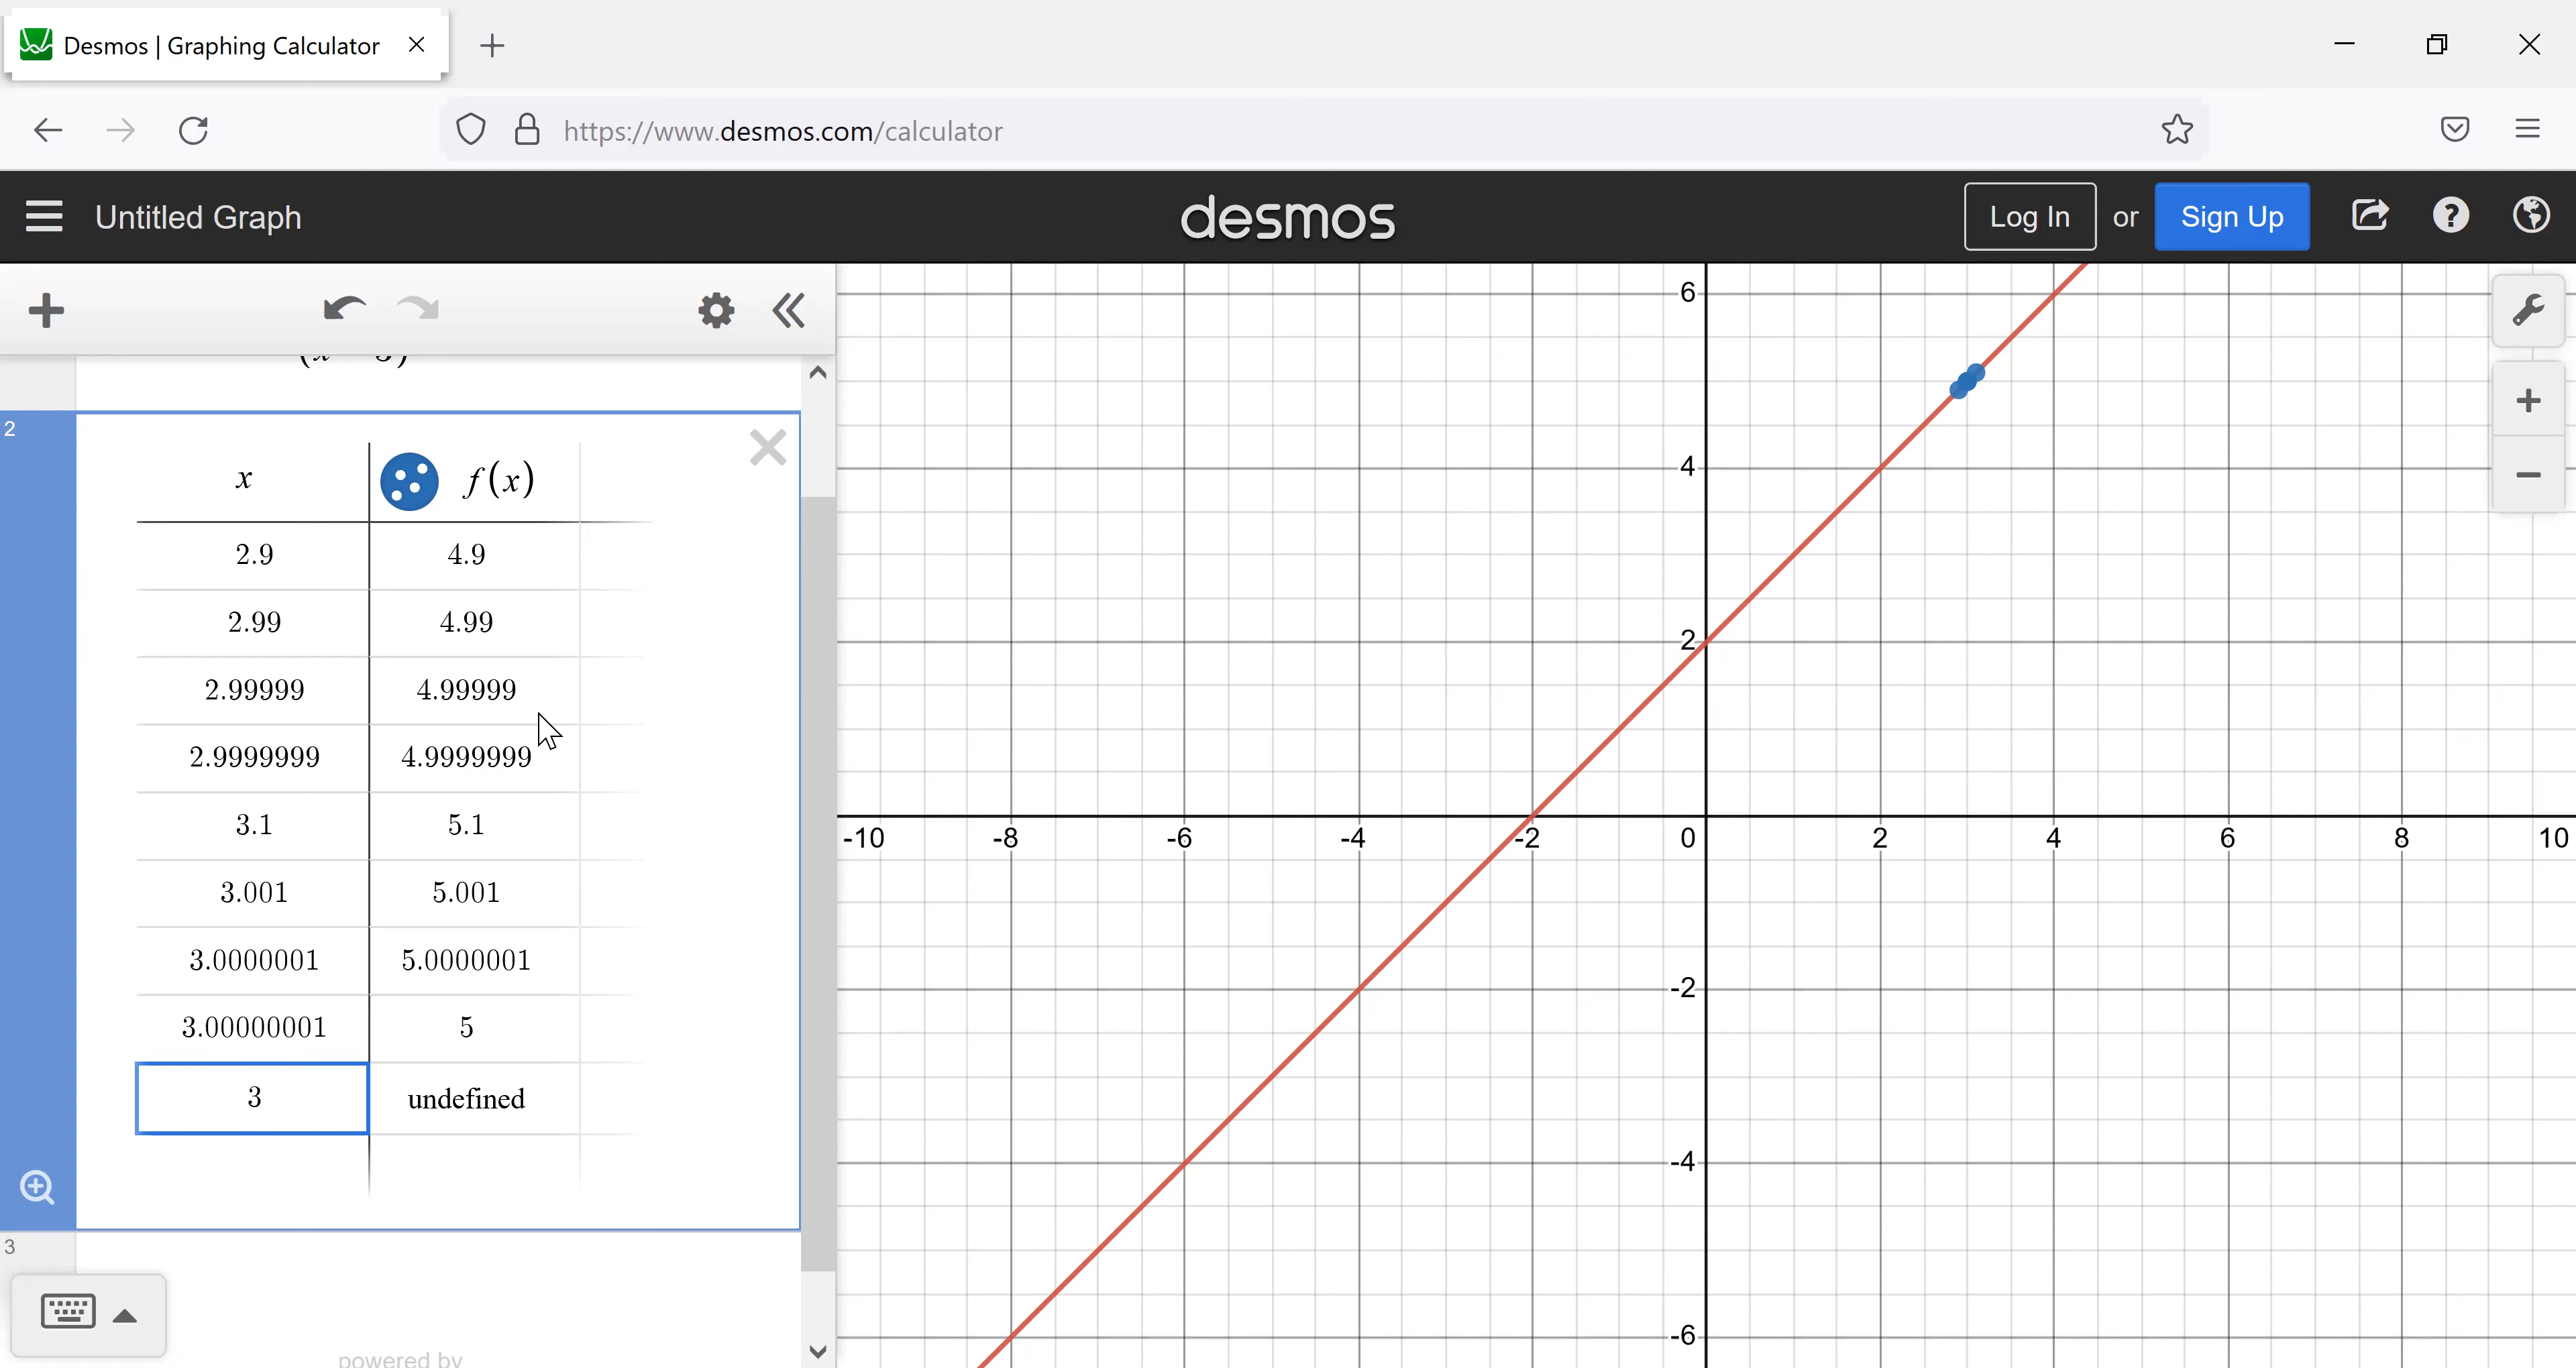 Desmos | Graphing Calculator
https://www.desmos.com/calculator
Untitled Graph
desmos
Log In or Sign Up
2
x f(x)
2.9 4.9
2.99 4.99
2.99999 4.99999
2.9999999 4.9999999
3.1 5.1
3.001 5.001
3.0000001 5.0000001
3.00000001 5
3 undefined
3
powered by
6
4
2
-10 -8 -6 -4 -2 0 2 4 6 8 10
-2
-4
-6